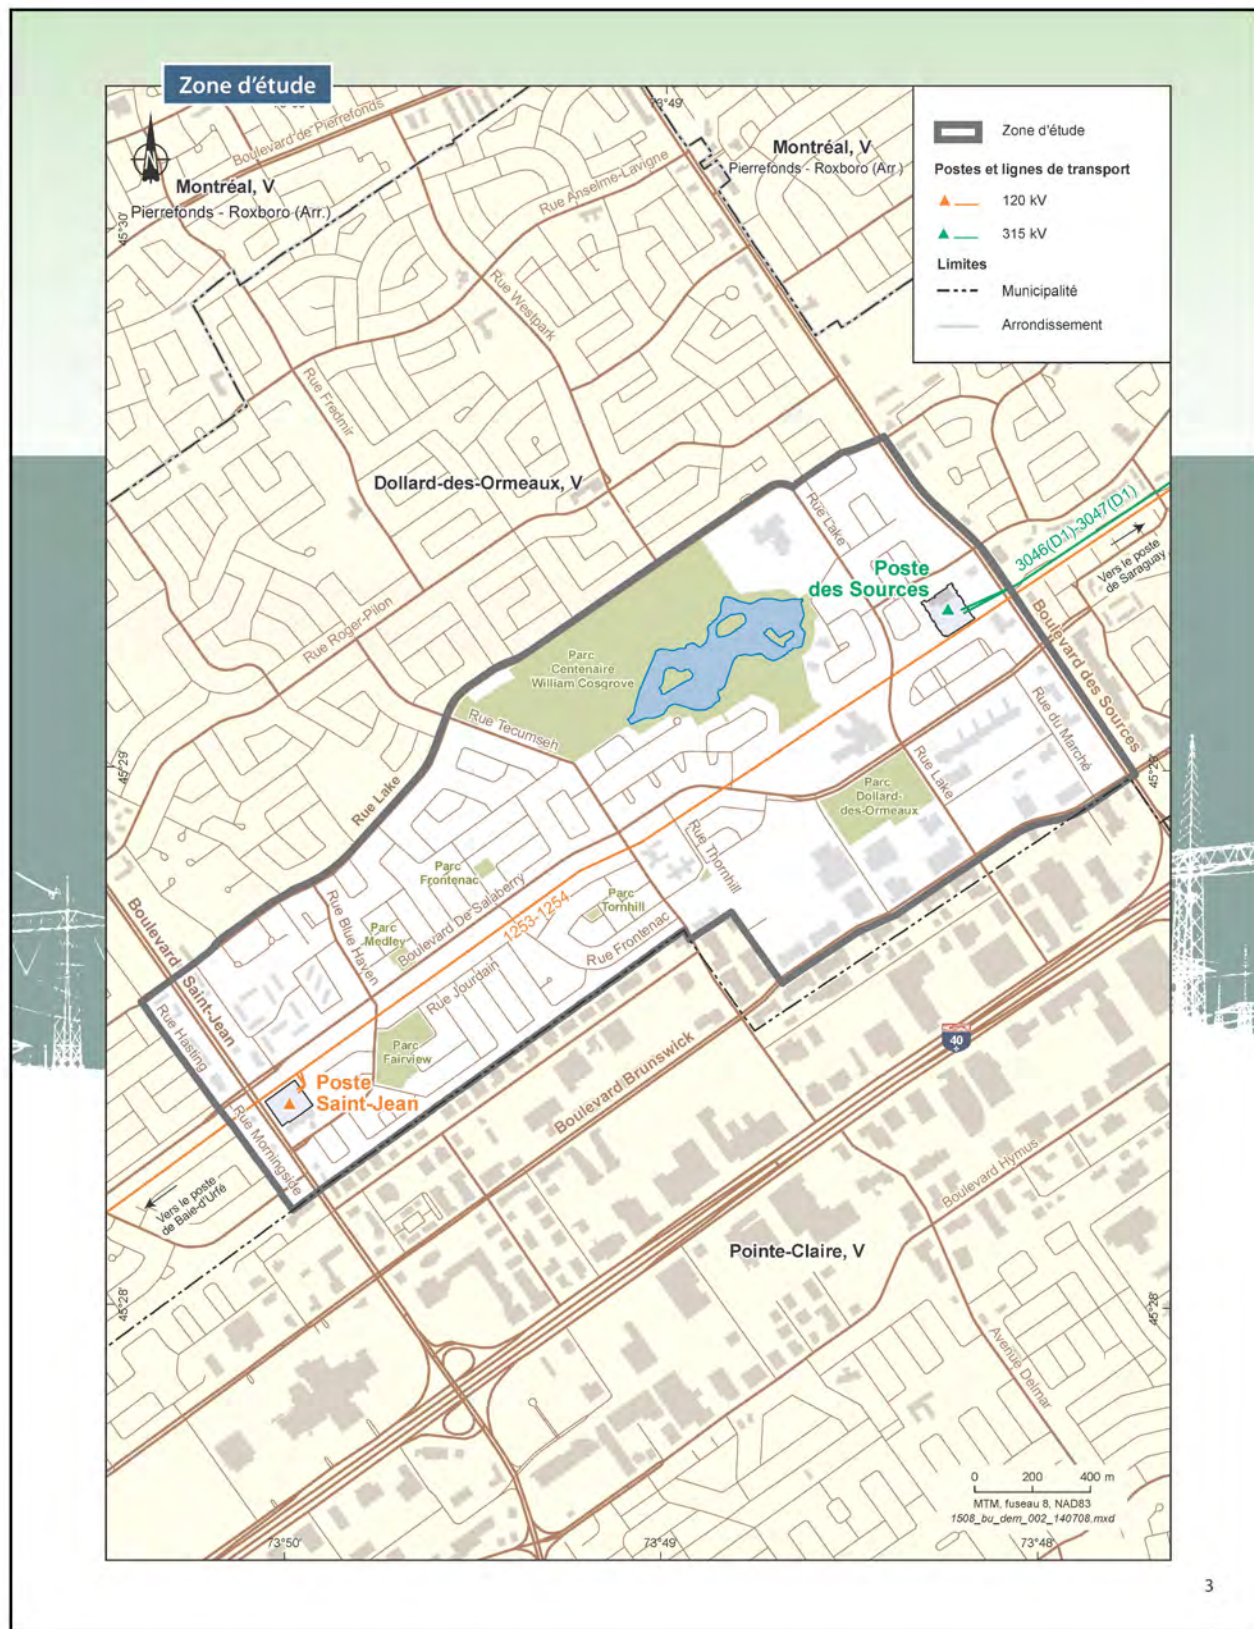 Zone d'étude
73°49
Boulevard de Pierrefonds
Montréal, V
Pierrefonds - Roxboro (Arr.)
Montréal, V
Pierrefonds - Roxboro (Arr.)
Rue Anselme-Lavigne
45°30'
Zone d'étude
Postes et lignes de transport
120 kV
315 kV
Limites
Municipalité
Arrondissement
Rue Westpark
Rue Fredmir
Dollard-des-Ormeaux, V
Rue Lake
3046(D1)-3047(D1)
Vers le poste
de Saraguay
Poste
des Sources
Boulevard des Sources
Rue Roger-Pilon
Parc
Centenaire
William Cosgrove
Rue Tecumseh
Rue du Marché
45°29'
45°29'
Rue Lake
Rue Lake
Parc
Dollard-
des-Ormeaux
Rue Thornhill
Parc
Frontenac
Boulevard De Salaberry
1253-1254
Parc
Tornhill
Rue Blue Haven
Parc
Medley
Rue Frontenac
Boulevard Saint-Jean
Rue Jourdain
Rue Hasting
Parc
Fairview
40
Boulevard Brunswick
Poste
Saint-Jean
Rue Morningside
Vers le poste
de Baie-d'Urfé
Boulevard Hymus
Pointe-Claire, V
45°28'
45°28'
Avenue Delmar
0 200 400 m
MTM, fuseau 8, NAD83
1508_bu_dem_002_140708.mxd
73°50'
73°49'
73°48'
3